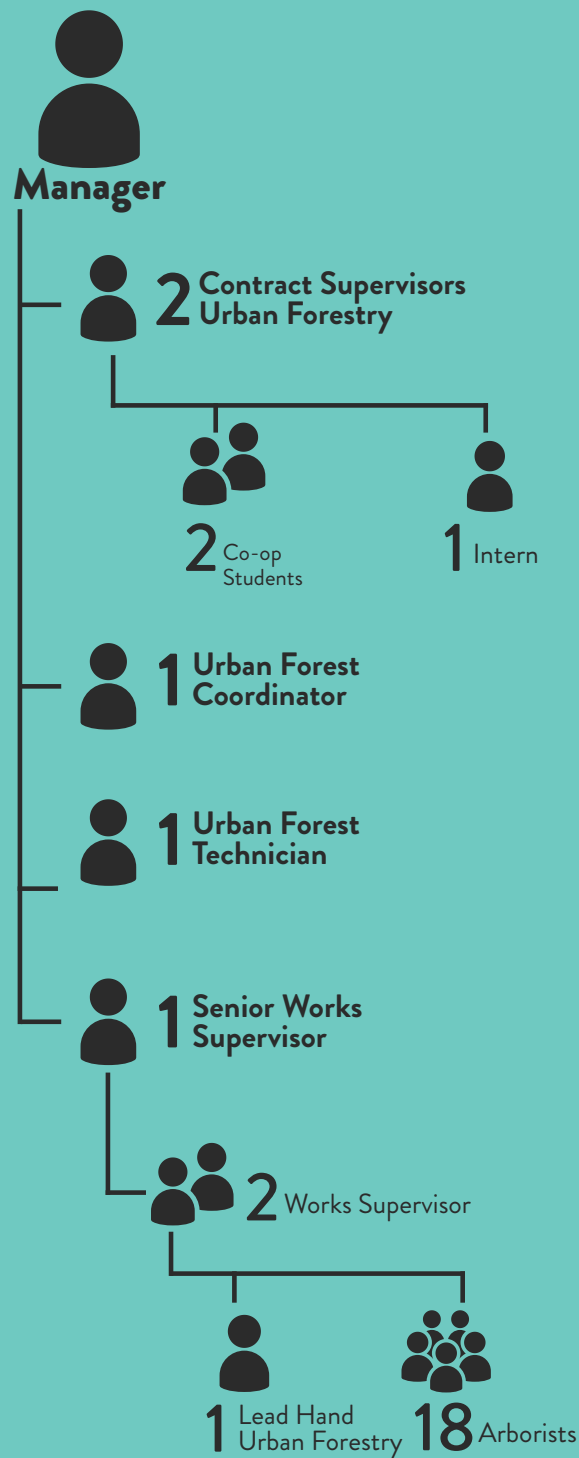 Manager
2 Contract Supervisors
Urban Forestry
2 Co-op
Students
1 Intern
1 Urban Forest
Coordinator
1 Urban Forest
Technician
1 Senior Works
Supervisor
2 Works Supervisor
1 Lead Hand
Urban Forestry
18 Arborists